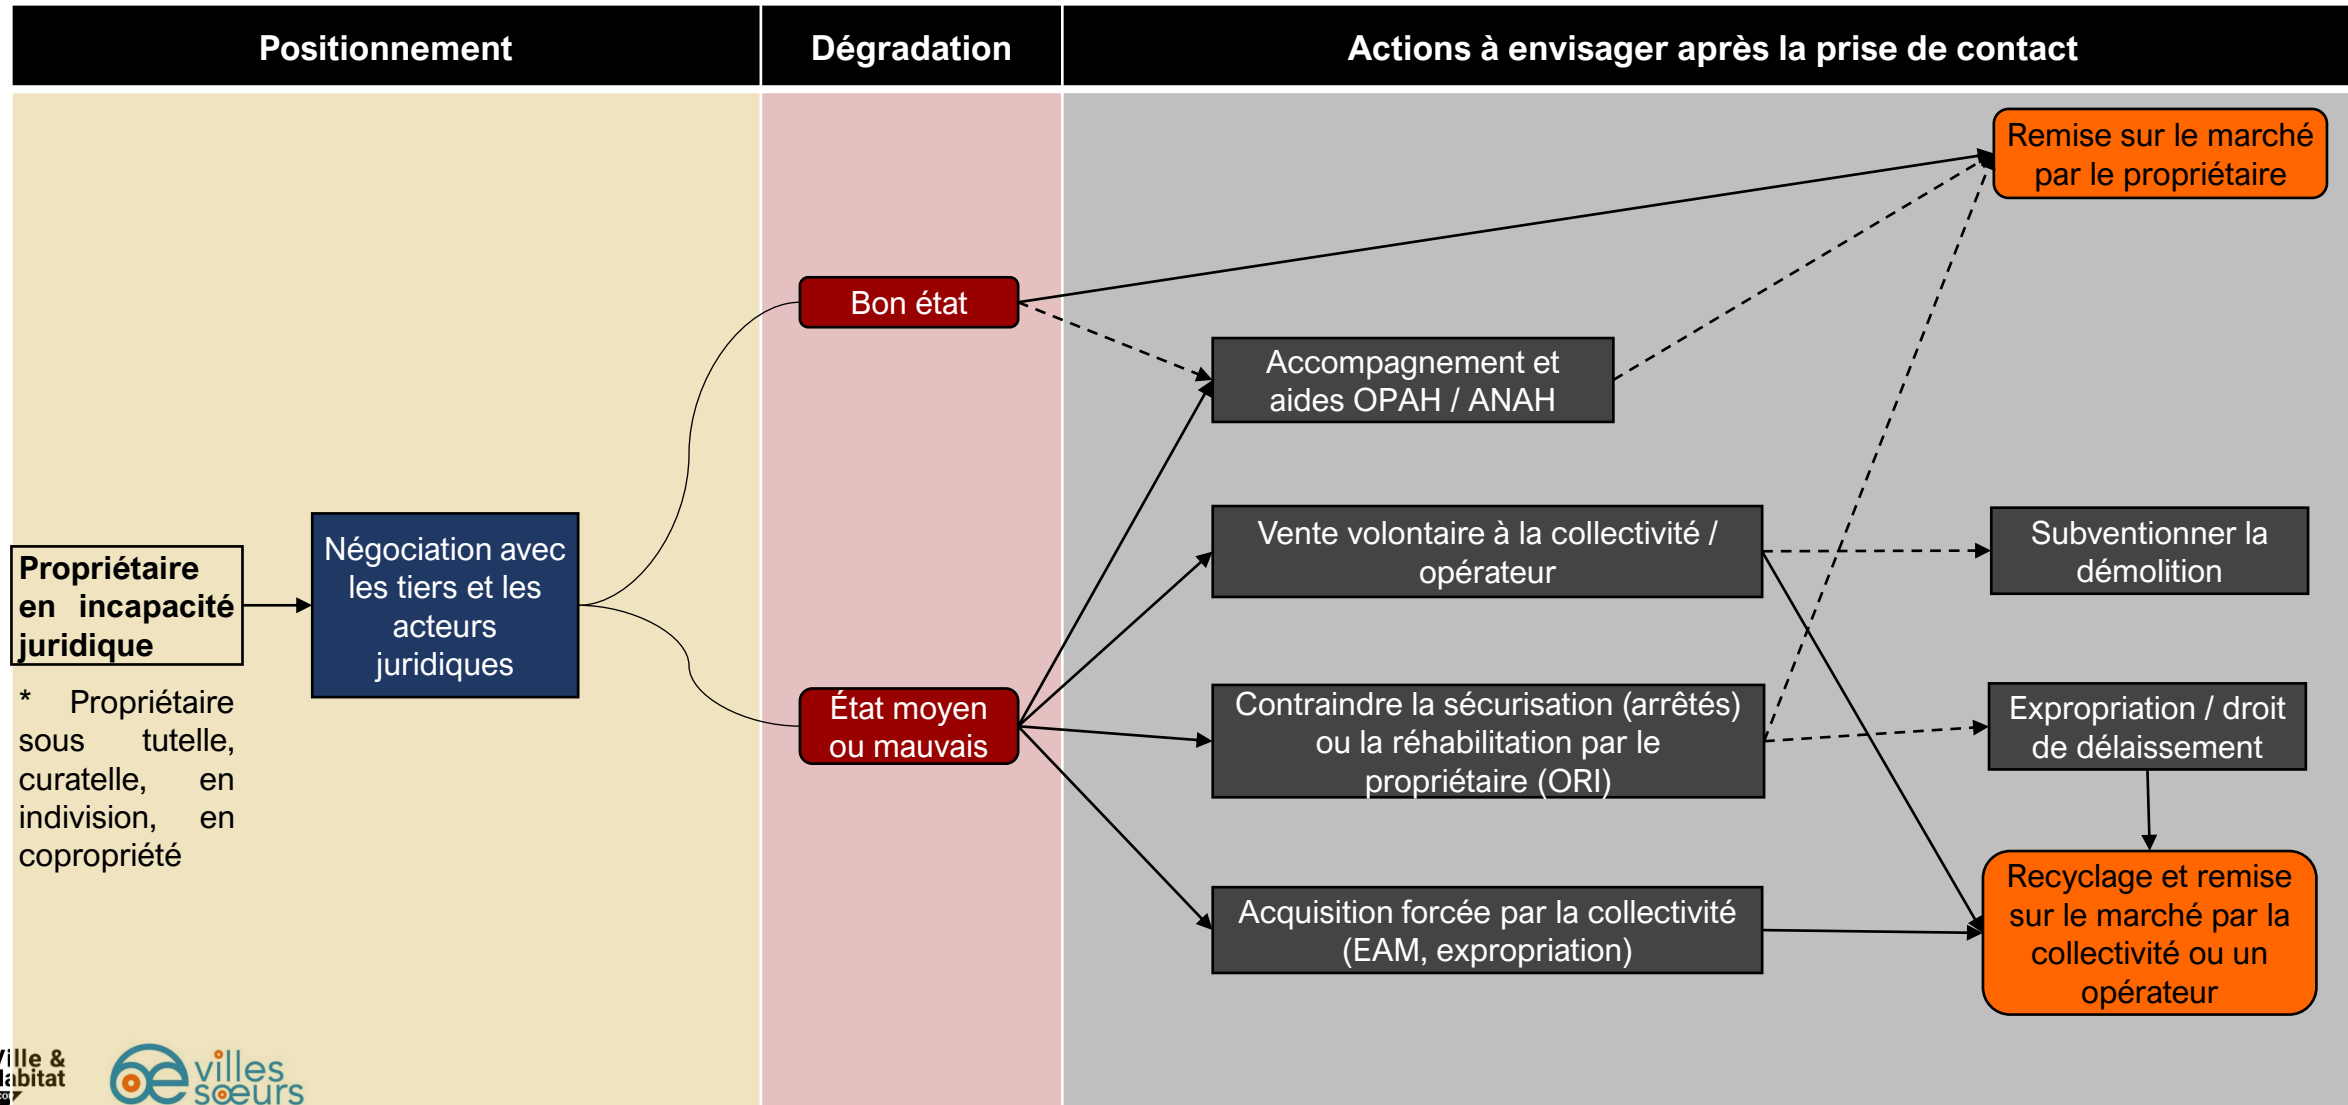 Positionnement
Dégradation
Actions à envisager après la prise de contact
Remise sur le marché
par le propriétaire
Bon état
Accompagnement et
aides OPAH / ANAH
Négociation avec
les tiers et les
acteurs
juridiques
Vente volontaire à la collectivité /
opérateur
Subventionner la
démolition
Propriétaire
en incapacité
juridique
* Propriétaire
sous tutelle,
curatelle, en
indivision, en
copropriété
État moyen
ou mauvais
Contraindre la sécurisation (arrêtés)
ou la réhabilitation par le
propriétaire (ORI)
Expropriation / droit
de délaissement
Acquisition forcée par la collectivité
(EAM, expropriation)
Recyclage et remise
sur le marché par la
collectivité ou un
opérateur
Ville &
Habitat
villes
sœurs